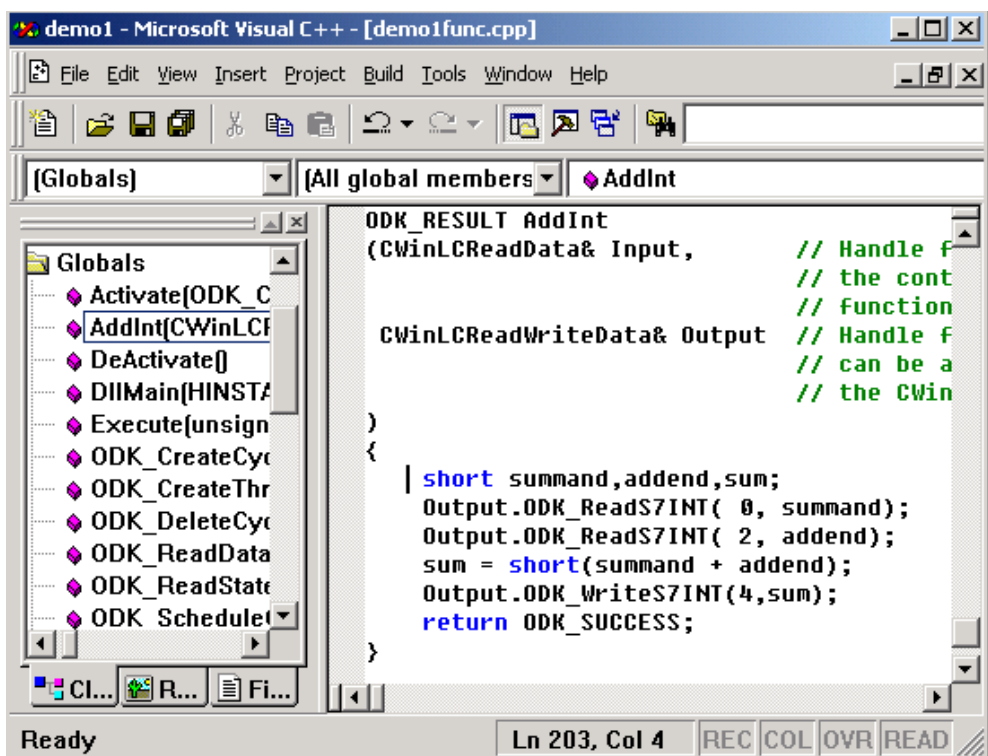 demo1 - Microsoft Visual C++ - [demo1func.cpp]
File Edit View Insert Project Build Tools Window Help
(Globals) (All global members AddInt
Globals
Activate(ODK_C
AddInt(CWinLCF
DeActivate()
DllMain(HINSTA
Execute(unsign
ODK_CreateCyc
ODK_CreateThr
ODK_DeleteCyc
ODK_ReadData
ODK_ReadState
ODK_Schedule(
Cl... R... Fi...
ODK_RESULT AddInt
(CWinLCReadData& Input, // Handle f
// the cont
// function
CWinLCReadWriteData& Output // Handle f
// can be a
// the CWin
)
{
short summand,addend,sum;
Output.ODK_ReadS7INT( 0, summand);
Output.ODK_ReadS7INT( 2, addend);
sum = short(summand + addend);
Output.ODK_WriteS7INT(4,sum);
return ODK_SUCCESS;
}
Ready Ln 203, Col 4 REC COL OVR READ